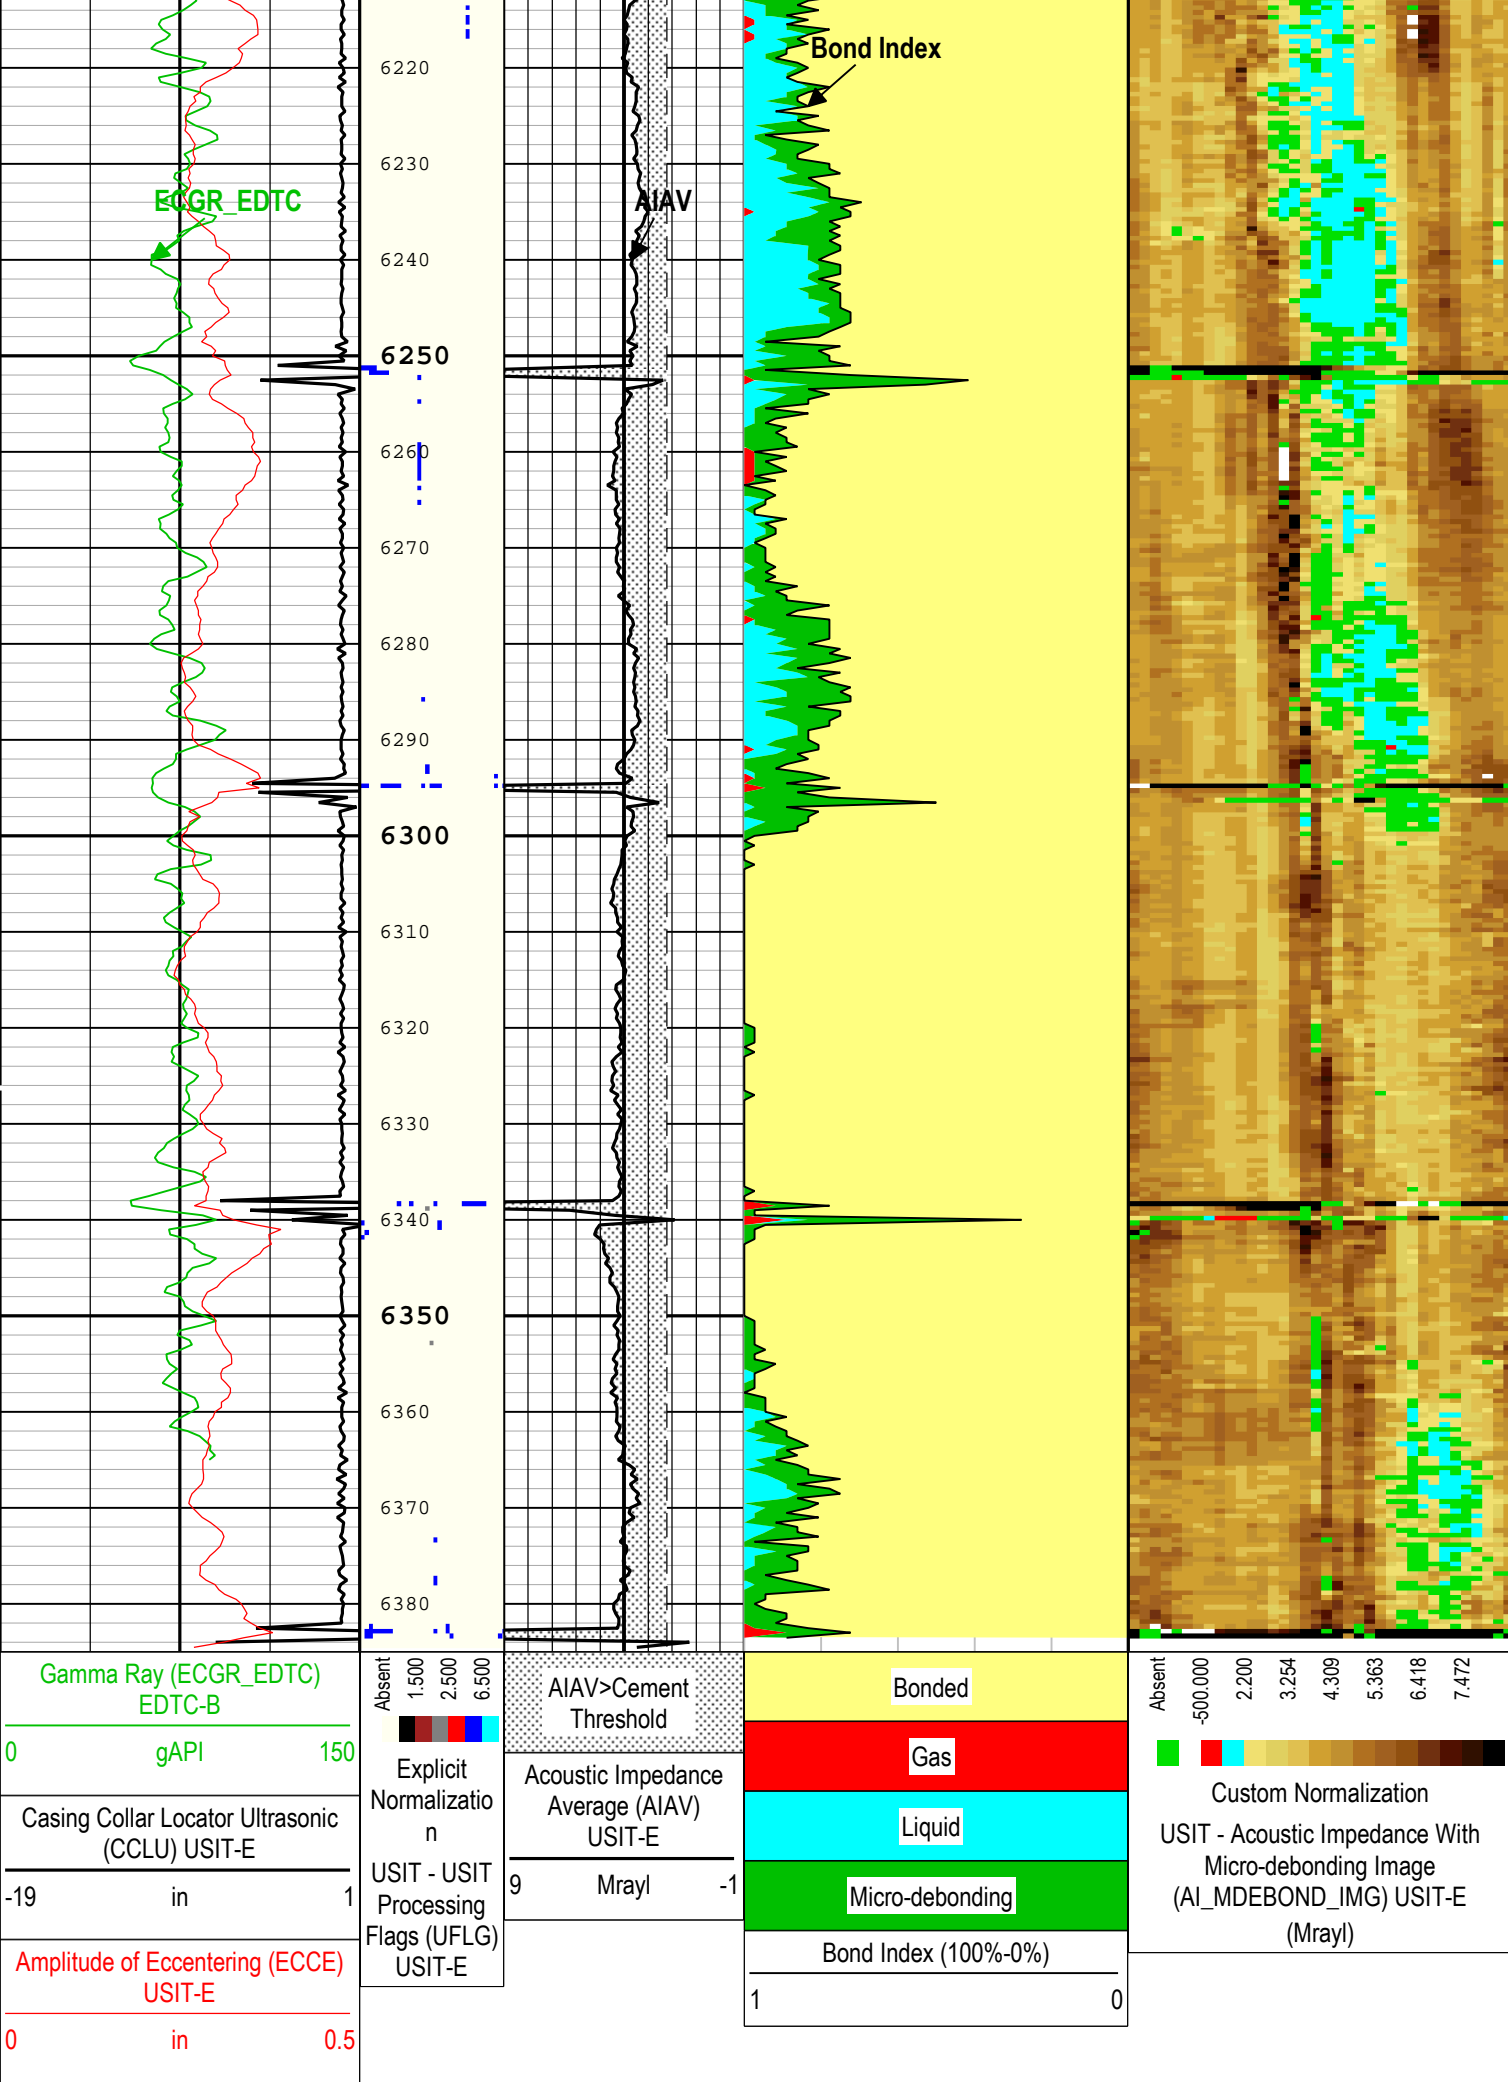 Bond Index
6220
6230
ECGR_EDTC
AIAV
6240
6250
6260
6270
6280
6290
6300
6310
6320
6330
6340
6350
6360
6370
6380
Gamma Ray (ECGR_EDTC)
EDTC-B
0 gAPI 150
Casing Collar Locator Ultrasonic
(CCLU) USIT-E
-19 in 1
Amplitude of Eccentering (ECCE)
USIT-E
0 in 0.5
Absent
1.500
2.500
6.500
Explicit
Normalizatio
n
USIT - USIT
Processing
Flags (UFLG)
USIT-E
AIAV>Cement
Threshold
Acoustic Impedance
Average (AIAV)
USIT-E
9 Mrayl -1
Bonded
Gas
Liquid
Micro-debonding
Bond Index (100%-0%)
1 0
Absent
-500.000
2.200
3.254
4.309
5.363
6.418
7.472
Custom Normalization
USIT - Acoustic Impedance With
Micro-debonding Image
(AI_MDEBOND_IMG) USIT-E
(Mrayl)